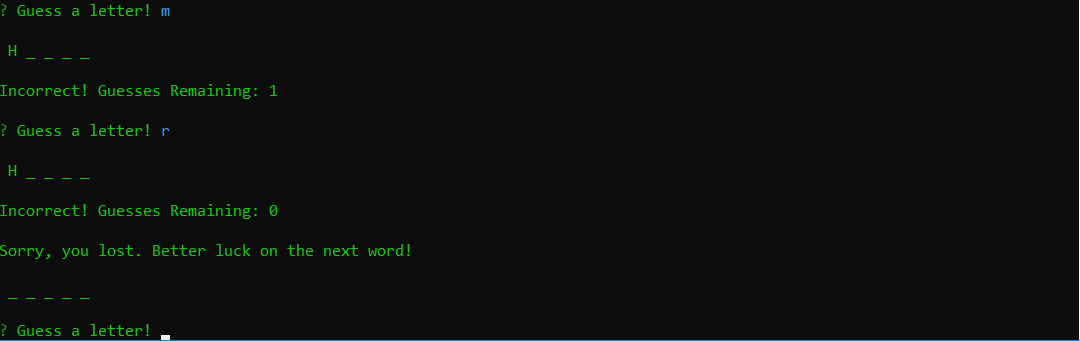 ? Guess a letter! m
H _ _ _ _
Incorrect! Guesses Remaining: 1
? Guess a letter! r
H _ _ _ _
Incorrect! Guesses Remaining: 0
Sorry, you lost. Better luck on the next word!
_ _ _ _ _
? Guess a letter!